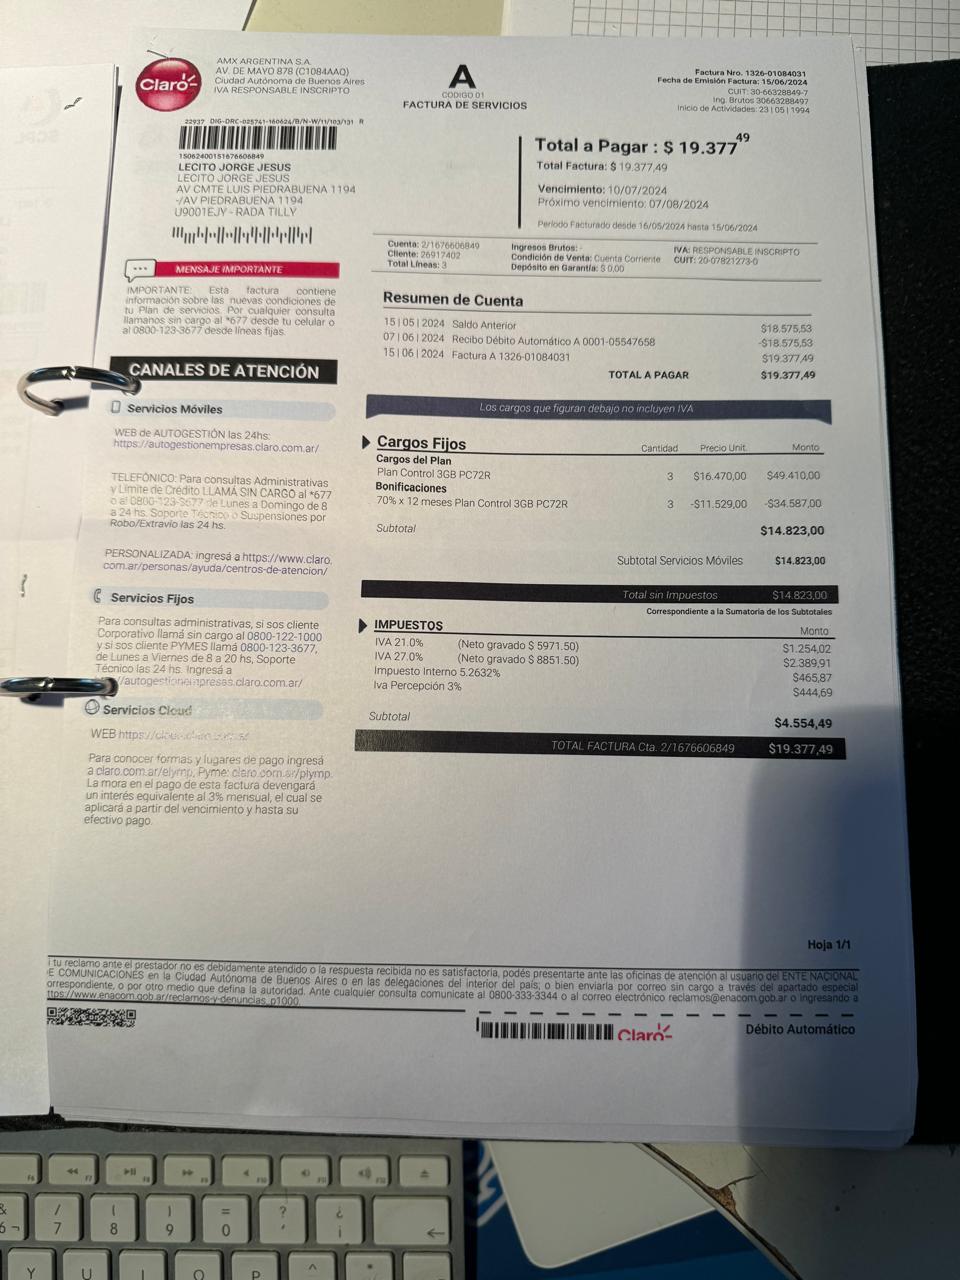 Claro
AMX ARGENTINA S.A.
AV. DE MAYO 878 (C1084AAQ)
Ciudad Autónoma de Buenos Aires
IVA RESPONSABLE INSCRIPTO
A
CODIGO 01
FACTURA DE SERVICIOS
Factura Nro. 1326-01084031
Fecha de Emisión Factura: 15/06/2024
CUIT: 30-66328849-7
Ing. Brutos 30663288497
Inicio de Actividades: 23|05|1994
22937 DIG-DRC-025741-160624/B/N-W/11/103/131 R
15062400151676606849
LECITO JORGE JESUS
LECITO JORGE JESUS
AV CMTE LUIS PIEDRABUENA 1194
-/AV PIEDRABUENA 1194
U9001EJY - RADA TILLY
Total a Pagar : $ 19.377 49
Total Factura: $ 19.377,49
Vencimiento: 10/07/2024
Próximo vencimiento: 07/08/2024
Período Facturado desde 16/05/2024 hasta 15/06/2024
Cuenta: 2/1676606849
Cliente: 26917402
Total Líneas: 3
Ingresos Brutos: -
Condición de Venta: Cuenta Corriente
Depósito en Garantía: $ 0,00
IVA: RESPONSABLE INSCRIPTO
CUIT: 20-07821273-0
MENSAJE IMPORTANTE
IMPORTANTE: Esta factura contiene
información sobre las nuevas condiciones de
tu Plan de servicios. Por cualquier consulta
llamanos sin cargo al *677 desde tu celular o
al 0800-123-3677 desde líneas fijas.
Resumen de Cuenta
15|05|2024 Saldo Anterior $18.575,53
07|06|2024 Recibo Débito Automático A 0001-05547658 -$18.575,53
15|06|2024 Factura A 1326-01084031 $19.377,49
TOTAL A PAGAR $19.377,49
Los cargos que figuran debajo no incluyen IVA
CANALES DE ATENCIÓN
Servicios Móviles
WEB de AUTOGESTIÓN las 24hs:
https://autogestionempresas.claro.com.ar/
TELEFÓNICO: Para consultas Administrativas
y Límite de Crédito LLAMÁ SIN CARGO al *677
o al 0800-123-3677 de Lunes a Domingo de 8
a 24 hs. Soporte Técnico o Suspensiones por
Robo/Extravío las 24 hs.
PERSONALIZADA: ingresá a https://www.claro.
com.ar/personas/ayuda/centros-de-atencion/
Servicios Fijos
Para consultas administrativas, si sos cliente
Corporativo llamá sin cargo al 0800-122-1000
y si sos cliente PYMES llamá 0800-123-3677,
de Lunes a Viernes de 8 a 20 hs, Soporte
Técnico las 24 hs. Ingresá a
//autogestionempresas.claro.com.ar/
Servicios Cloud
WEB
Para conocer formas y lugares de pago ingresá
a claro.com.ar/elymp, Pyme: claro.com.ar/plymp.
La mora en el pago de esta factura devengará
un interés equivalente al 3% mensual, el cual se
aplicará a partir del vencimiento y hasta su
efectivo pago.
Cargos Fijos Cantidad Precio Unit. Monto
Cargos del Plan
Plan Control 3GB PC72R 3 $16.470,00 $49.410,00
Bonificaciones
70% x 12 meses Plan Control 3GB PC72R 3 -$11.529,00 -$34.587,00
Subtotal $14.823,00
Subtotal Servicios Móviles $14.823,00
Total sin Impuestos $14.823,00
Correspondiente a la Sumatoria de los Subtotales
IMPUESTOS Monto
IVA 21.0% (Neto gravado $ 5971.50) $1.254,02
IVA 27.0% (Neto gravado $ 8851.50) $2.389,91
Impuesto Interno 5.2632% $465,87
Iva Percepción 3% $444,69
Subtotal $4.554,49
TOTAL FACTURA Cta. 2/1676606849 $19.377,49
Hoja 1/1
i tu reclamo ante el prestador no es debidamente atendido o la respuesta recibida no es satisfactoria, podés presentarte ante las oficinas de atención al usuario del ENTE NACIONAL
E COMUNICACIONES en la Ciudad Autónoma de Buenos Aires o en las delegaciones del interior del país; o bien enviarla por correo sin cargo a través del apartado especial
orrespondiente, o por otro medio que defina la autoridad. Ante cualquier consulta comunicate al 0800-333-3344 o al correo electrónico reclamos@enacom.gob.ar o ingresando a
ttps://www.enacom.gob.ar/reclamos-y-denuncias_p1000.
Claro
Débito Automático
F7
F10
/
7
(
8
)
9
=
0
?
'
¿
¡
Y
U
I
O
P
^
*